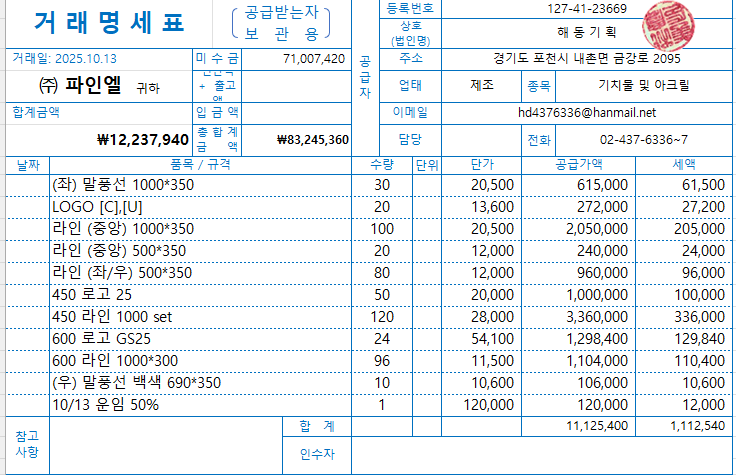 거 래 명 세 표
공급받는자
보 관 용
등록번호 127-41-23669
상호
(법인명) 해 동 기 획
거래일: 2025.10.13 미 수 금 71,007,420
공급자
주소 경기도 포천시 내촌면 금강로 2095
㈜ 파인엘 귀하
+ 출고
업태 제조 종목 기치물 및 아크릴
합계금액 입 금 액
이메일 hd4376336@hanmail.net
₩12,237,940 총 합 계
금 액 ₩83,245,360
담당 전화 02-437-6336~7
날짜 품목 / 규격 수량 단위 단가 공급가액 세액
(좌) 말풍선 1000*350 30 20,500 615,000 61,500
LOGO [C],[U] 20 13,600 272,000 27,200
라인 (중앙) 1000*350 100 20,500 2,050,000 205,000
라인 (중앙) 500*350 20 12,000 240,000 24,000
라인 (좌/우) 500*350 80 12,000 960,000 96,000
450 로고 25 50 20,000 1,000,000 100,000
450 라인 1000 set 120 28,000 3,360,000 336,000
600 로고 GS25 24 54,100 1,298,400 129,840
600 라인 1000*300 96 11,500 1,104,000 110,400
(우) 말풍선 백색 690*350 10 10,600 106,000 10,600
10/13 운임 50% 1 120,000 120,000 12,000
참고
사항
합 계 11,125,400 1,112,540
인수자